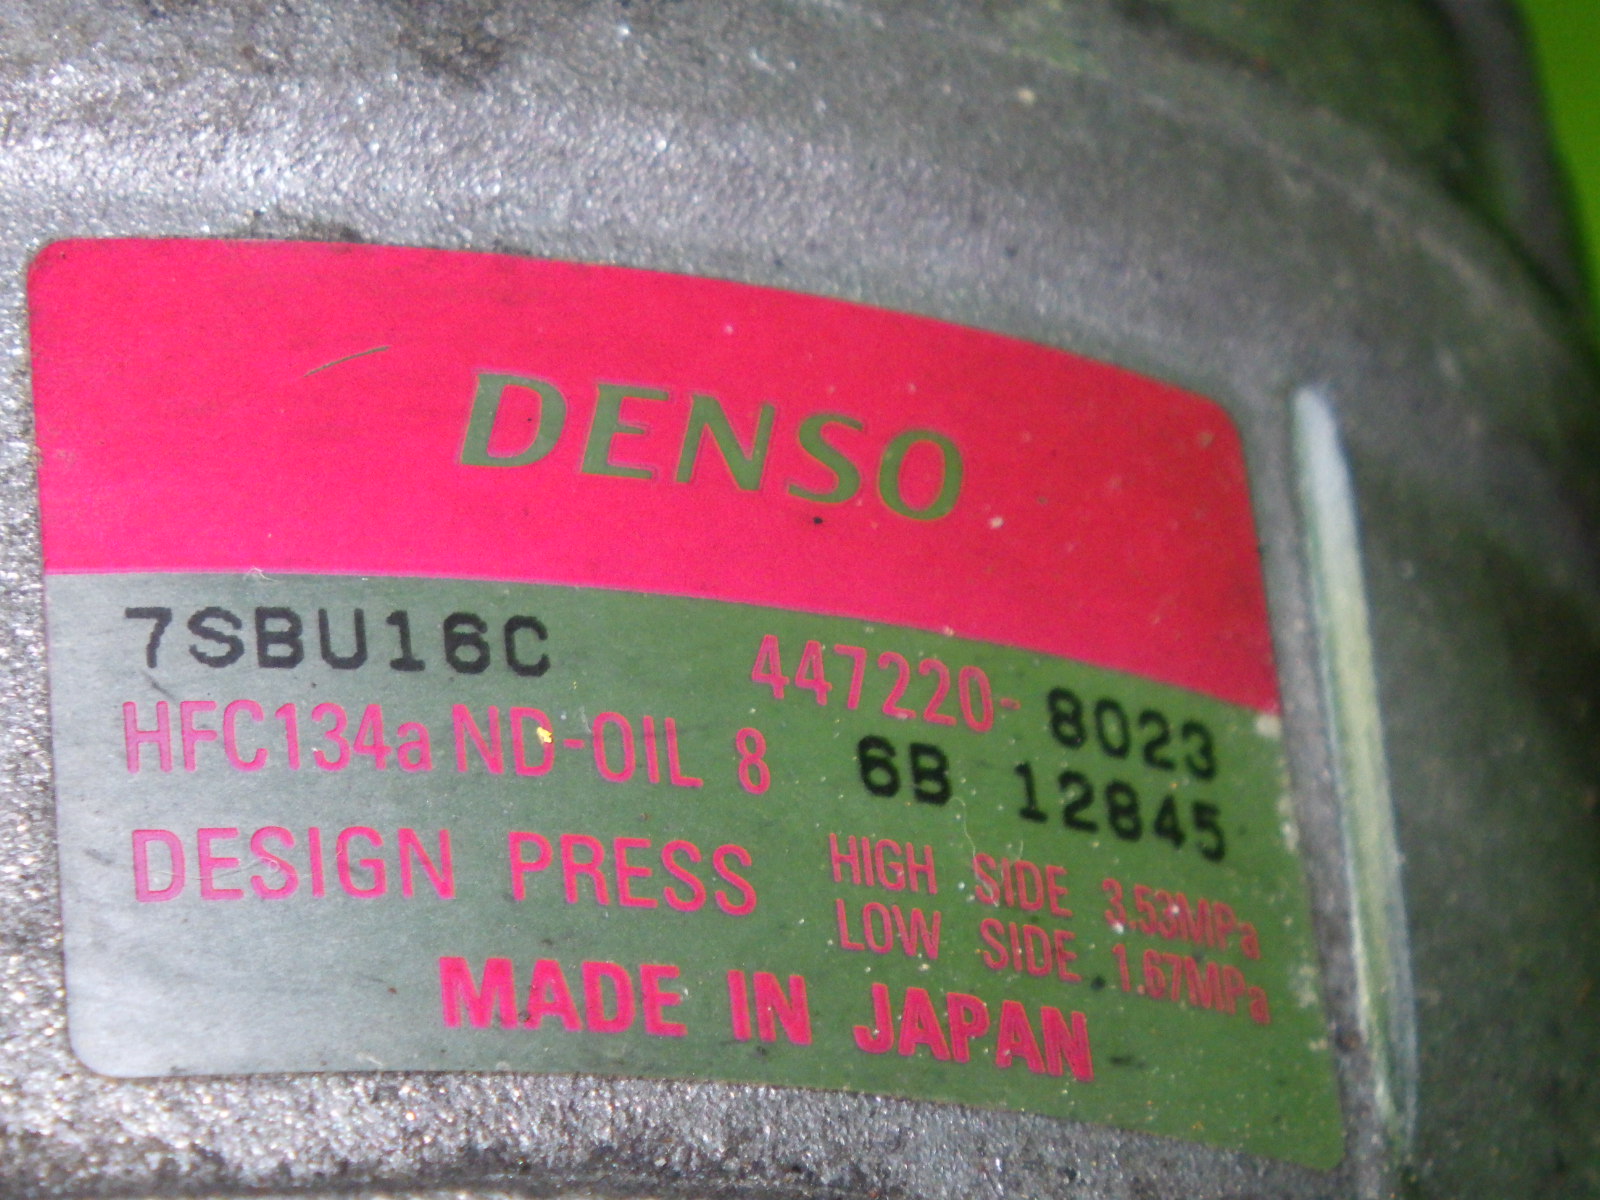 DENSO
7SBU16C 447220-8023
HFC134a ND-OIL 8 6B 12845
DESIGN PRESS HIGH SIDE 3.53MPa
LOW SIDE 1.67MPa
MADE IN JAPAN